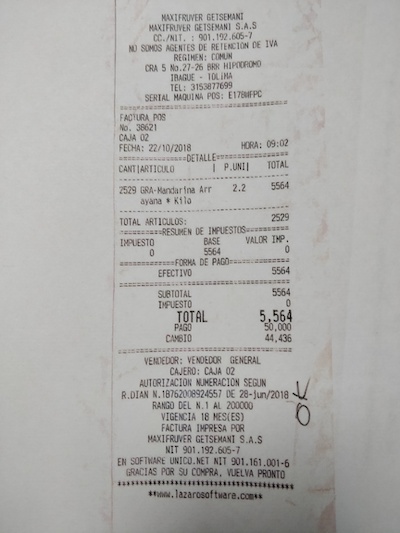 MAXIFRUVER GETSEMANI
MAXIFRUVER GETSEMANI S.A.S
CC./NIT. : 901.192.605-7
NO SOMOS AGENTES DE RETENCION DE IVA
REGIMEN: COMUN
CRA 5 No.27-26 BRR HIPODROMO
IBAGUE - TOLIMA
TEL: 3153877699
SERIAL MAQUINA POS: E17BWFPC
FACTURA POS
No. 38621
CAJA 02
FECHA: 22/10/2018 HORA: 09:02
DETALLE
CANT|ARTICULO | P.UNI| TOTAL
2529 GRA-Mandarina Arr 2.2 5564
ayana * Kilo
TOTAL ARTICULOS: 2529
RESUMEN DE IMPUESTOS
IMPUESTO BASE VALOR IMP.
0 5564 0
FORMA DE PAGO
EFECTIVO 5564
SUBTOTAL 5564
IMPUESTO 0
TOTAL 5,564
PAGO 50,000
CAMBIO 44,436
VENDEDOR: VENDEDOR GENERAL
CAJERO: CAJA 02
AUTORIZACION NUMERACION SEGUN
R.DIAN N.18762008924557 DE 28-jun/2018
RANGO DEL N.1 AL 200000
VIGENCIA 18 MES(ES)
FACTURA IMPRESA POR
MAXIFRUVER GETSEMANI S.A.S
NIT 901.192.605-7
EN SOFTWARE UNICO.NET NIT 901.161.001-6
GRACIAS POR SU COMPRA, VUELVA PRONTO
**www.lazarosoftware.com**
OK